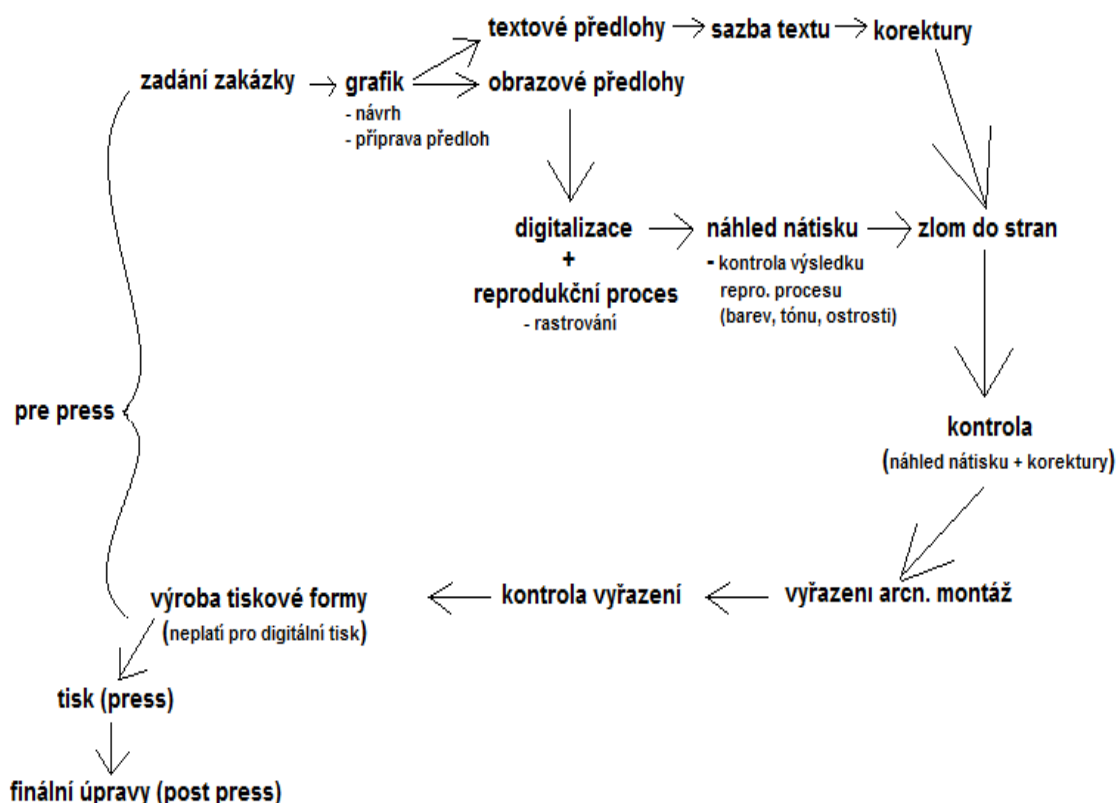 textové předlohy
sazba textu
korektury
zadání zakázky
grafik
- návrh
- příprava předloh
obrazové předlohy
digitalizace
+
reprodukční proces
- rastrování
náhled nátisku
- kontrola výsledku
repro. procesu
(barev, tónu, ostrosti)
zlom do stran
pre press
kontrola
(náhled nátisku + korektury)
vyřazeni arcn. montáž
kontrola vyřazení
výroba tiskové formy
(neplatí pro digitální tisk)
tisk (press)
finální úpravy (post press)